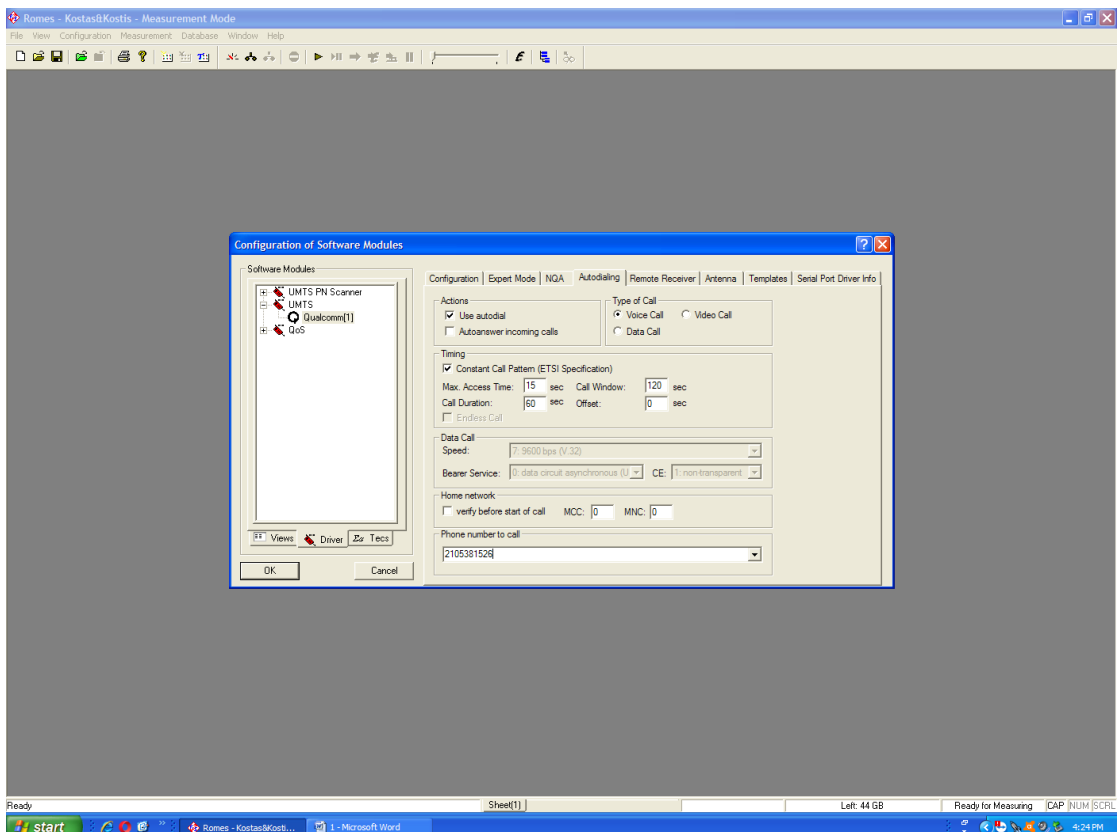 Romes - Kostas&Kostis - Measurement Mode
File View Configuration Measurement Database Window Help
Configuration of Software Modules
Software Modules
UMTS PN Scanner
UMTS
Qualcomm[1]
QoS
Views Driver Tecs
OK Cancel
Configuration Expert Mode NQA Autodialing Remote Receiver Antenna Templates Serial Port Driver Info
Actions
Use autodial
Autoanswer incoming calls
Type of Call
Voice Call Video Call
Data Call
Timing
Constant Call Pattern (ETSI Specification)
Max. Access Time: 15 sec Call Window: 120 sec
Call Duration: 60 sec Offset: 0 sec
Endless Call
Data Call
Speed: 7: 9600 bps (V.32)
Bearer Service: 0: data circuit asynchronous (U CE: 1: non-transparent
Home network
verify before start of call MCC: 0 MNC: 0
Phone number to call
2105381526
Ready Sheet(1) Left: 44 GB Ready for Measuring CAP NUM SCRL
start Romes - Kostas&Kosti... 1 - Microsoft Word 4:24 PM